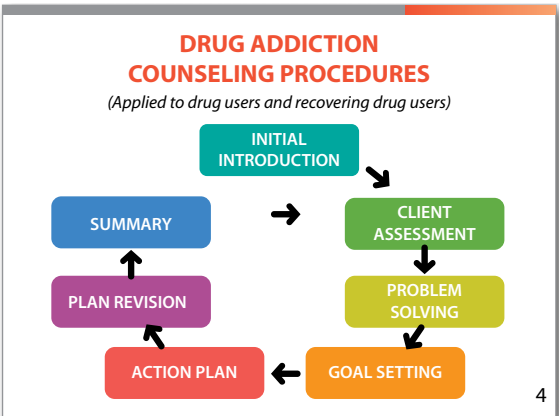 DRUG ADDICTION
COUNSELING PROCEDURES
(Applied to drug users and recovering drug users)
INITIAL
INTRODUCTION
SUMMARY
CLIENT
ASSESSMENT
PLAN REVISION
PROBLEM
SOLVING
ACTION PLAN
GOAL SETTING
4